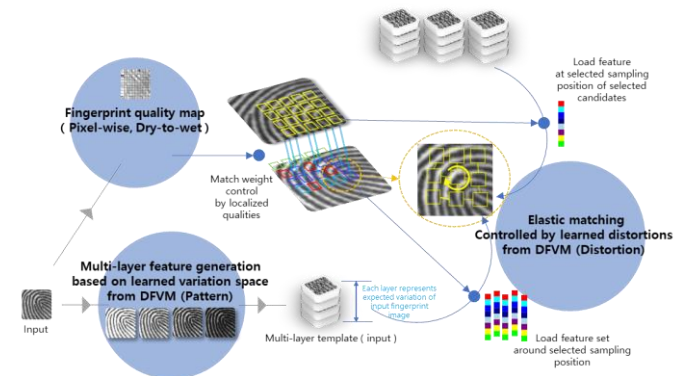 Fingerprint quality map
( Pixel-wise, Dry-to-wet )
Match weight
control
by localized
qualities
Load feature
at selected sampling
position of selected
candidates
Elastic matching
Controlled by learned distortions
from DFVM (Distortion)
Multi-layer feature generation
based on learned variation space
from DFVM (Pattern)
Input
Each layer represents
expected variation of
input fingerprint
image
Multi-layer template ( input )
Load feature set
around selected sampling
position